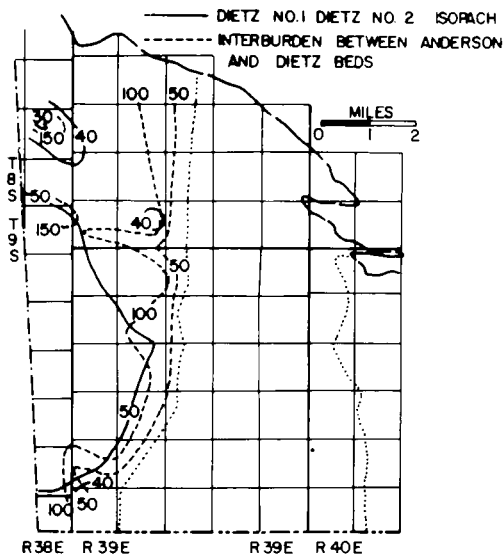 DIETZ NO.1 DIETZ NO. 2 ISOPACH
INTERBURDEN BETWEEN ANDERSON
AND DIETZ BEDS
100
50
MILES
0 1 2
30
150
40
T
8
S
50
T
9
S
150
40
50
100
50
40
100
50
R38E R39E R39E R40E